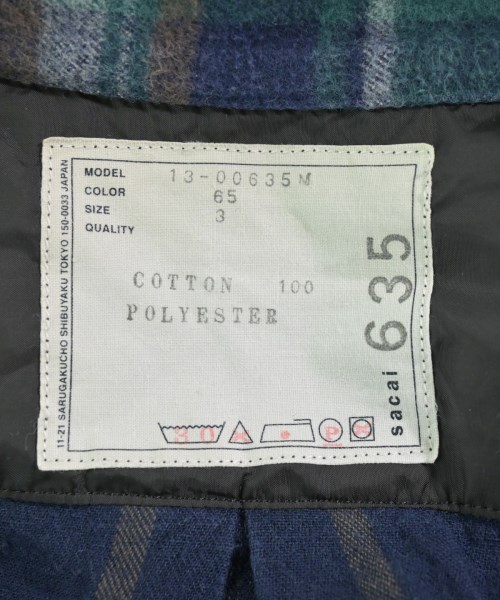 MODEL 13-00635M
COLOR 65
SIZE 3
QUALITY
COTTON 100
POLYESTER
30 P
sacai 635
11-21 SARUGAKUCHO SHIBUYAKU TOKYO 150-0033 JAPAN